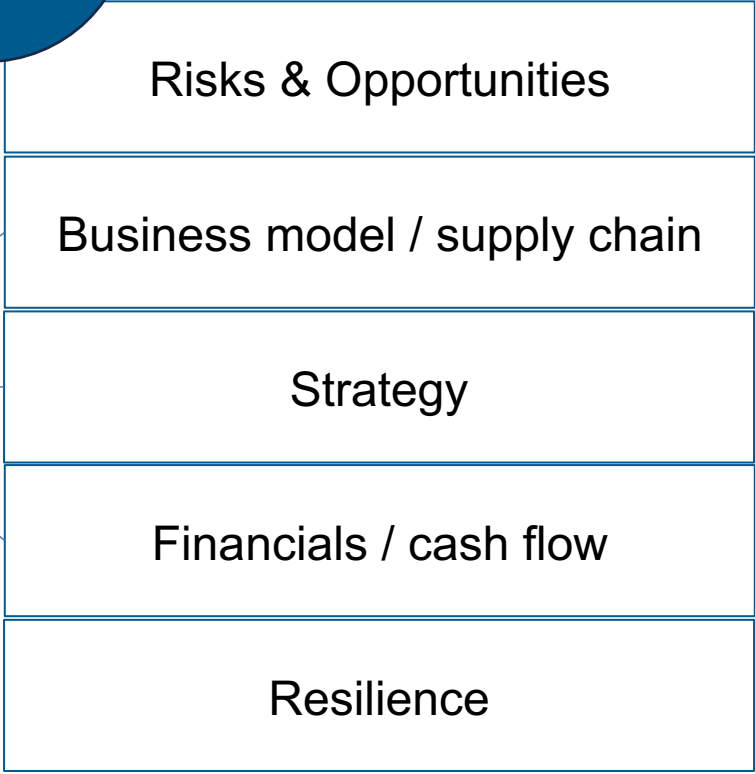 Risks & Opportunities
Business model / supply chain
Strategy
Financials / cash flow
Resilience